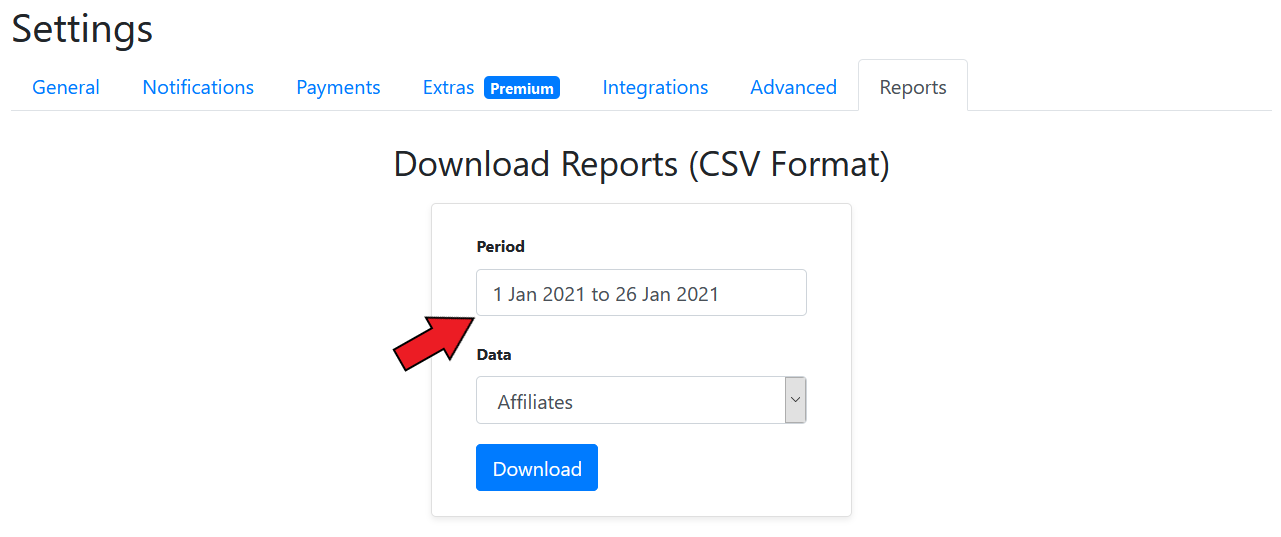 Settings
General Notifications Payments Extras Premium Integrations Advanced Reports
Download Reports (CSV Format)
Period
1 Jan 2021 to 26 Jan 2021
Data
Affiliates
Download